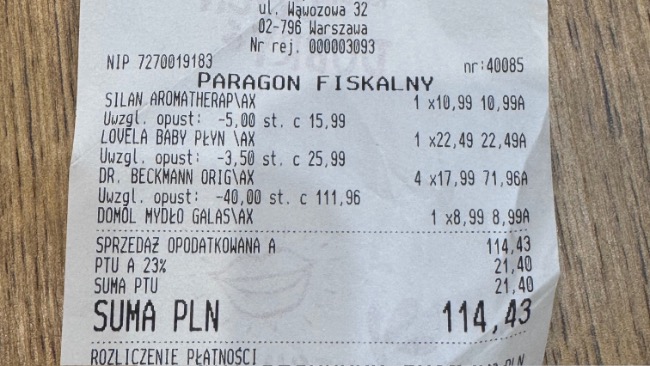 ul. Wąwozowa 32
02-796 Warszawa
Nr rej. 000003093
NIP 7270019183 nr:40085
PARAGON FISKALNY
SILAN AROMATHERAP\AX 1 x10,99 10,99A
Uwzgl. opust: -5,00 st. c 15,99
LOVELA BABY PŁYN \AX 1 x22,49 22,49A
Uwzgl. opust: -3,50 st. c 25,99
DR. BECKMANN ORIG\AX 4 x17,99 71,96A
Uwzgl. opust: -40,00 st. c 111,96
DOMOL MYDŁO GALAS\AX 1 x8,99 8,99A
SPRZEDAŻ OPODATKOWANA A 114,43
PTU A 23% 21,40
SUMA PTU 21,40
SUMA PLN 114,43
ROZLICZENIE PŁATNOŚCI
PLN